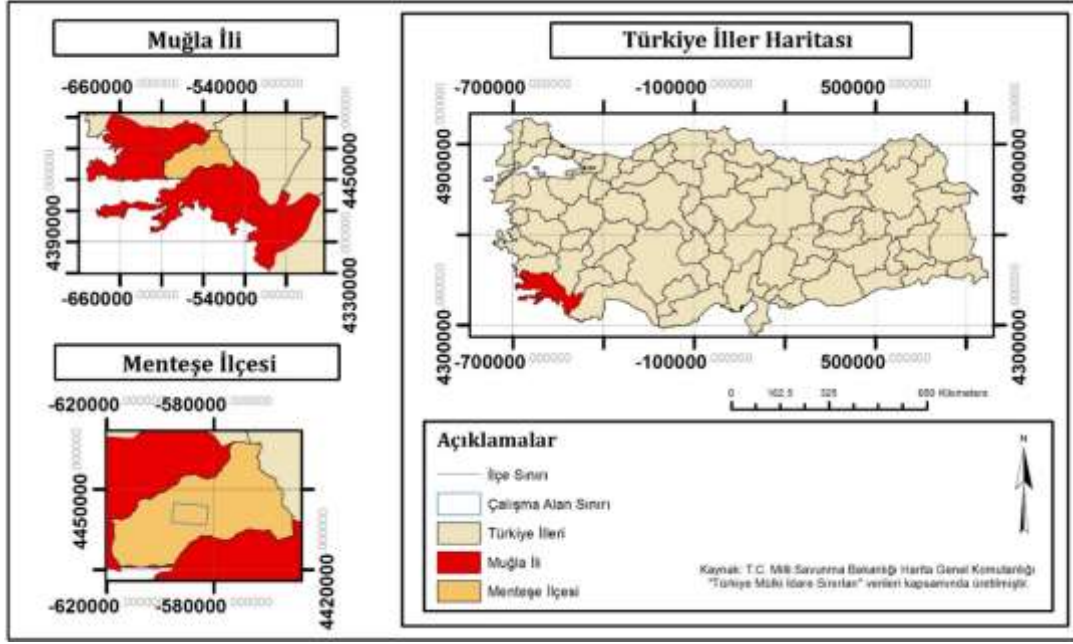 Muğla İli
-660000 -540000
4390000
4450000
4330000
-660000 -540000
Menteşe İlçesi
-620000 -580000
4450000
4420000
-620000 -580000
Türkiye İller Haritası
-700000 -100000 500000
4900000 4900000
4300000 4300000
-700000 -100000 500000
0 162,5 325 650 Kilometers
Açıklamalar
İlçe Sınırı
Çalışma Alan Sınırı
Türkiye İlleri
Muğla İli
Menteşe İlçesi
N
Kaynak: T.C. Milli Savunma Bakanlığı Harita Genel Komutanlığı
"Türkiye Mülki İdare Sınırları" verileri kapsamında üretilmiştir.